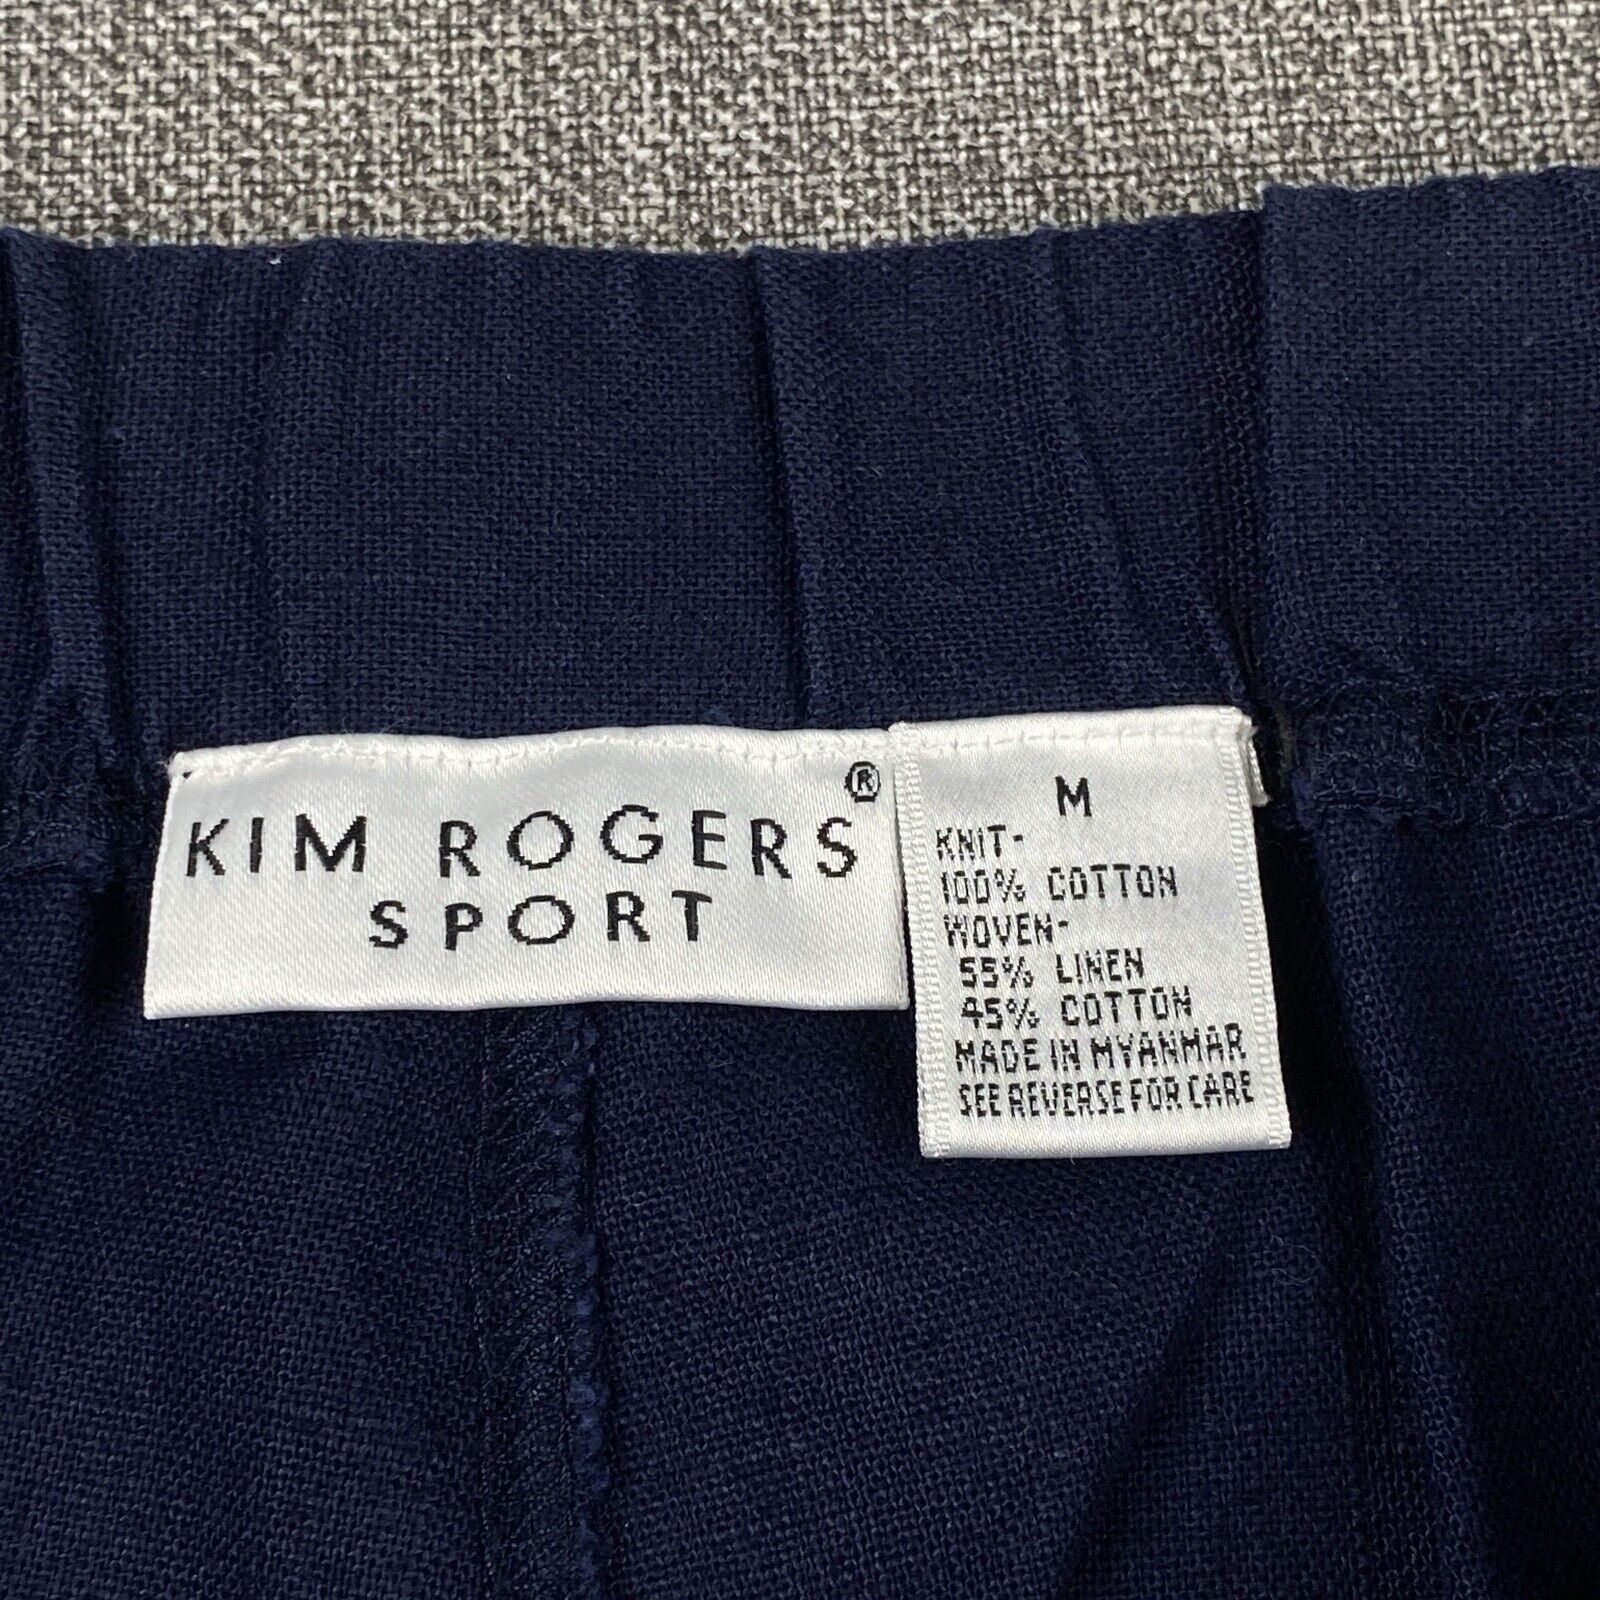 KIM ROGERS®
SPORT
M
KNIT-
100% COTTON
WOVEN-
55% LINEN
45% COTTON
MADE IN MYANMAR
SEE REVERSE FOR CARE